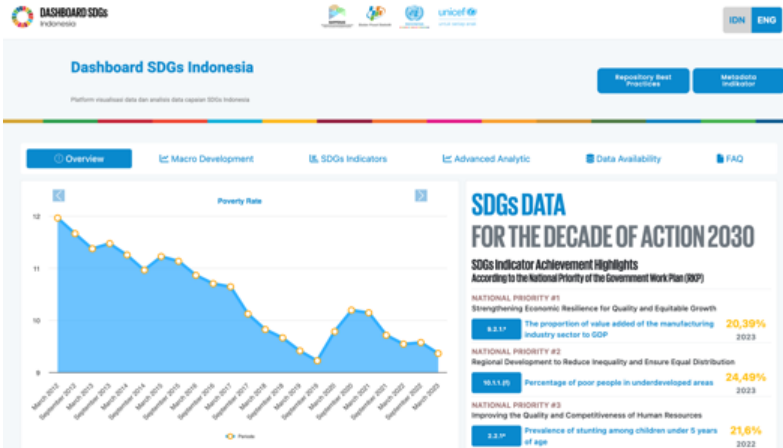 DASHBOARD SDGs
Indonesia
unicef
IDN
ENG
Dashboard SDGs Indonesia
Platform visualisasi data dan analisis data capaian SDGs Indonesia
Repository Best
Practices
Metadata
Indikator
Overview
Macro Development
SDGs Indicators
Advanced Analytic
Data Availability
FAQ
Poverty Rate
12
11
10
9
March 2012
September 2012
March 2013
September 2013
March 2014
September 2014
March 2015
September 2015
March 2016
September 2016
March 2017
September 2017
March 2018
September 2018
March 2019
September 2019
March 2020
September 2020
March 2021
September 2021
March 2022
September 2022
March 2023
Periode
SDGs DATA
FOR THE DECADE OF ACTION 2030
SDGs Indicator Achievement Highlights
According to the National Priority of the Government Work Plan (RKP)
NATIONAL PRIORITY #1
Strengthening Economic Resilience for Quality and Equitable Growth
9.2.1* The proportion of value added of the manufacturing 20,39%
industry sector to GDP 2023
NATIONAL PRIORITY #2
Regional Development to Reduce Inequality and Ensure Equal Distribution
10.1.1.(f) Percentage of poor people in underdeveloped areas 24,49%
2023
NATIONAL PRIORITY #3
Improving the Quality and Competitiveness of Human Resources
2.2.1* Prevalence of stunting among children under 5 years 21,6%
of age 2022